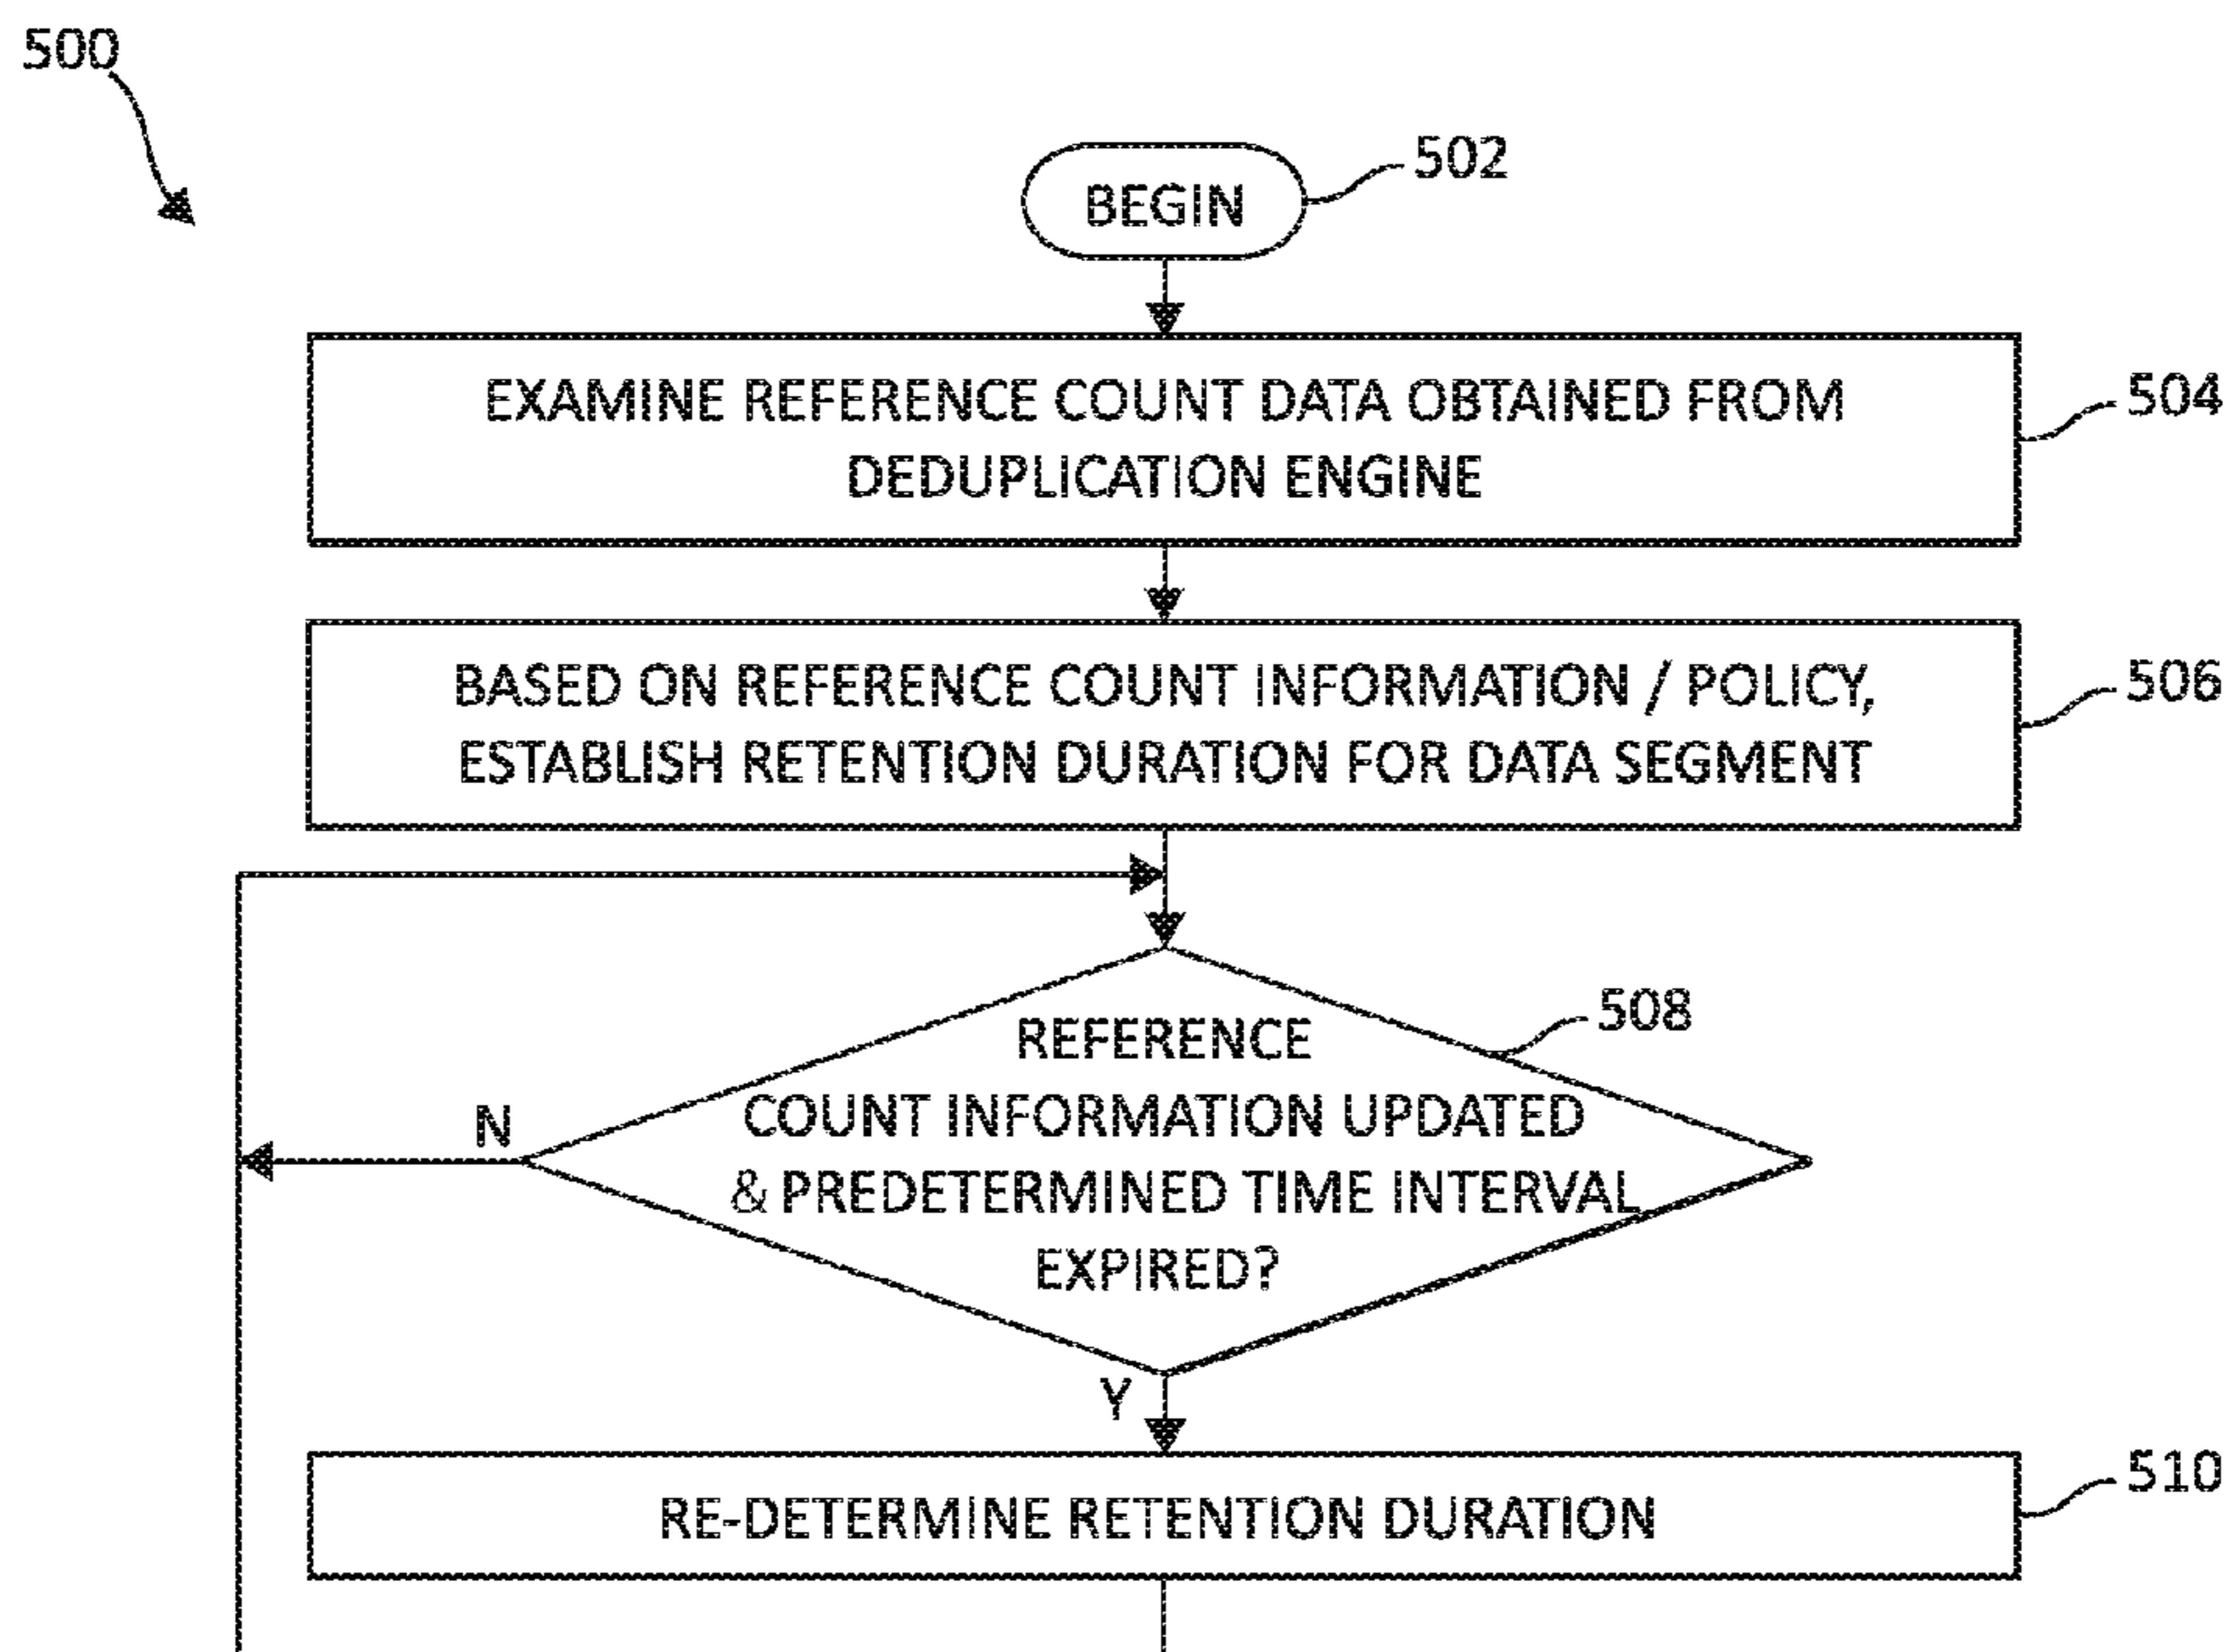 500
BEGIN
502
EXAMINE REFERENCE COUNT DATA OBTAINED FROM
DEDUPLICATION ENGINE
504
BASED ON REFERENCE COUNT INFORMATION / POLICY,
ESTABLISH RETENTION DURATION FOR DATA SEGMENT
506
REFERENCE
COUNT INFORMATION UPDATED
& PREDETERMINED TIME INTERVAL
EXPIRED?
508
N
Y
RE-DETERMINE RETENTION DURATION
510